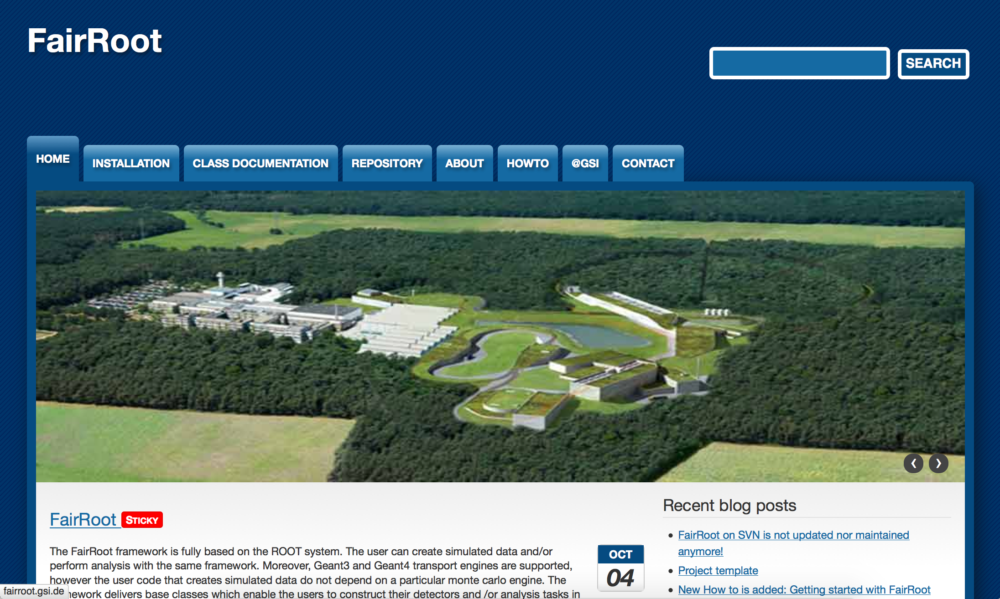 FairRoot
SEARCH
HOME
INSTALLATION
CLASS DOCUMENTATION
REPOSITORY
ABOUT
HOWTO
@GSI
CONTACT
❮
❯
FairRoot STICKY
The FairRoot framework is fully based on the ROOT system. The user can create simulated data and/or
perform analysis with the same framework. Moreover, Geant3 and Geant4 transport engines are supported,
however the user code that creates simulated data do not depend on a particular monte carlo engine. The
mework delivers base classes which enable the users to construct their detectors and /or analysis tasks in
OCT
04
Recent blog posts
• FairRoot on SVN is not updated nor maintained
anymore!
• Project template
• New How to is added: Getting started with FairRoot
fairroot.gsi.de